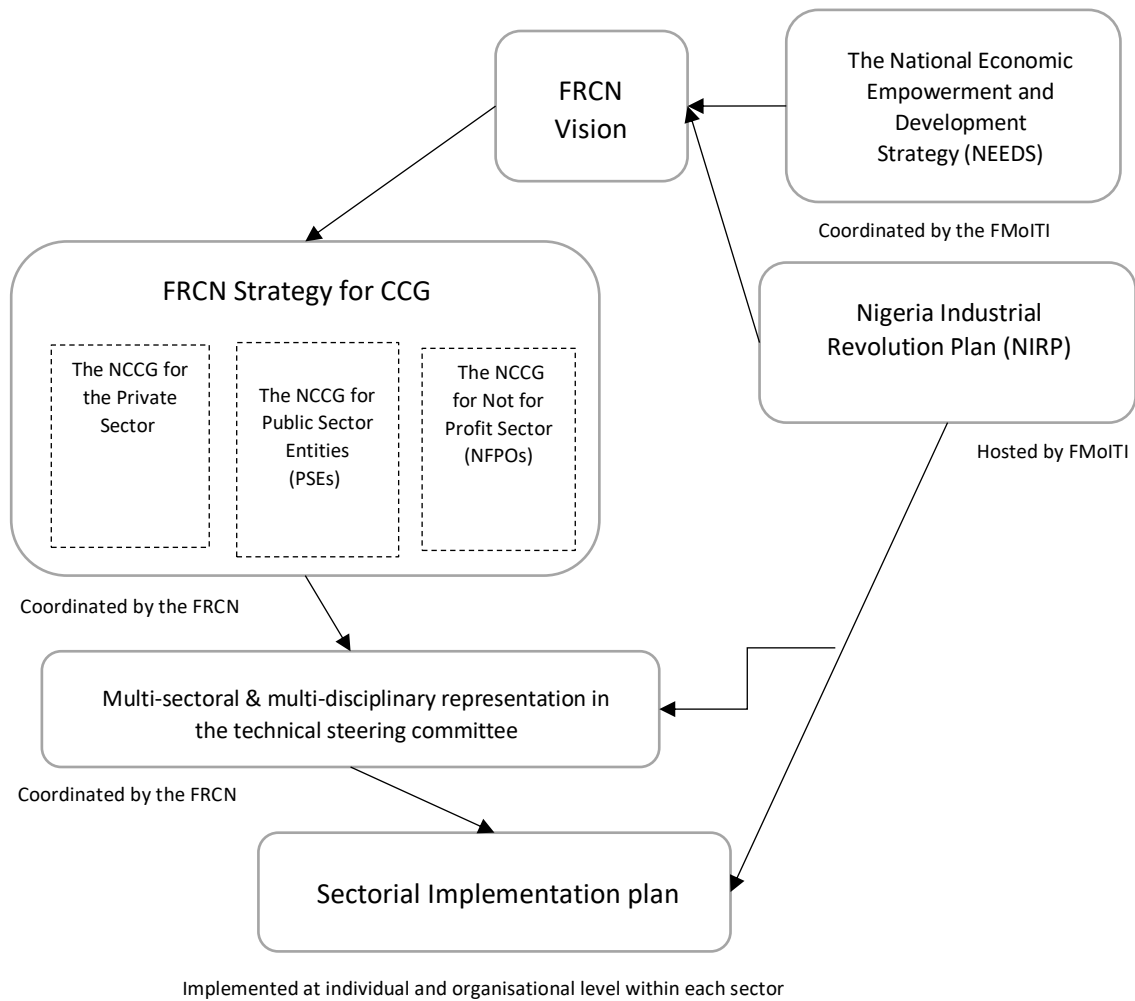 FRCN
Vision
The National Economic
Empowerment and
Development
Strategy (NEEDS)
Coordinated by the FMoITI
FRCN Strategy for CCG
The NCCG for
the Private
Sector
The NCCG for
Public Sector
Entities
(PSEs)
The NCCG
for Not for
Profit Sector
(NFPOs)
Nigeria Industrial
Revolution Plan (NIRP)
Hosted by FMoITI
Coordinated by the FRCN
Multi-sectoral & multi-disciplinary representation in
the technical steering committee
Coordinated by the FRCN
Sectorial Implementation plan
Implemented at individual and organisational level within each sector